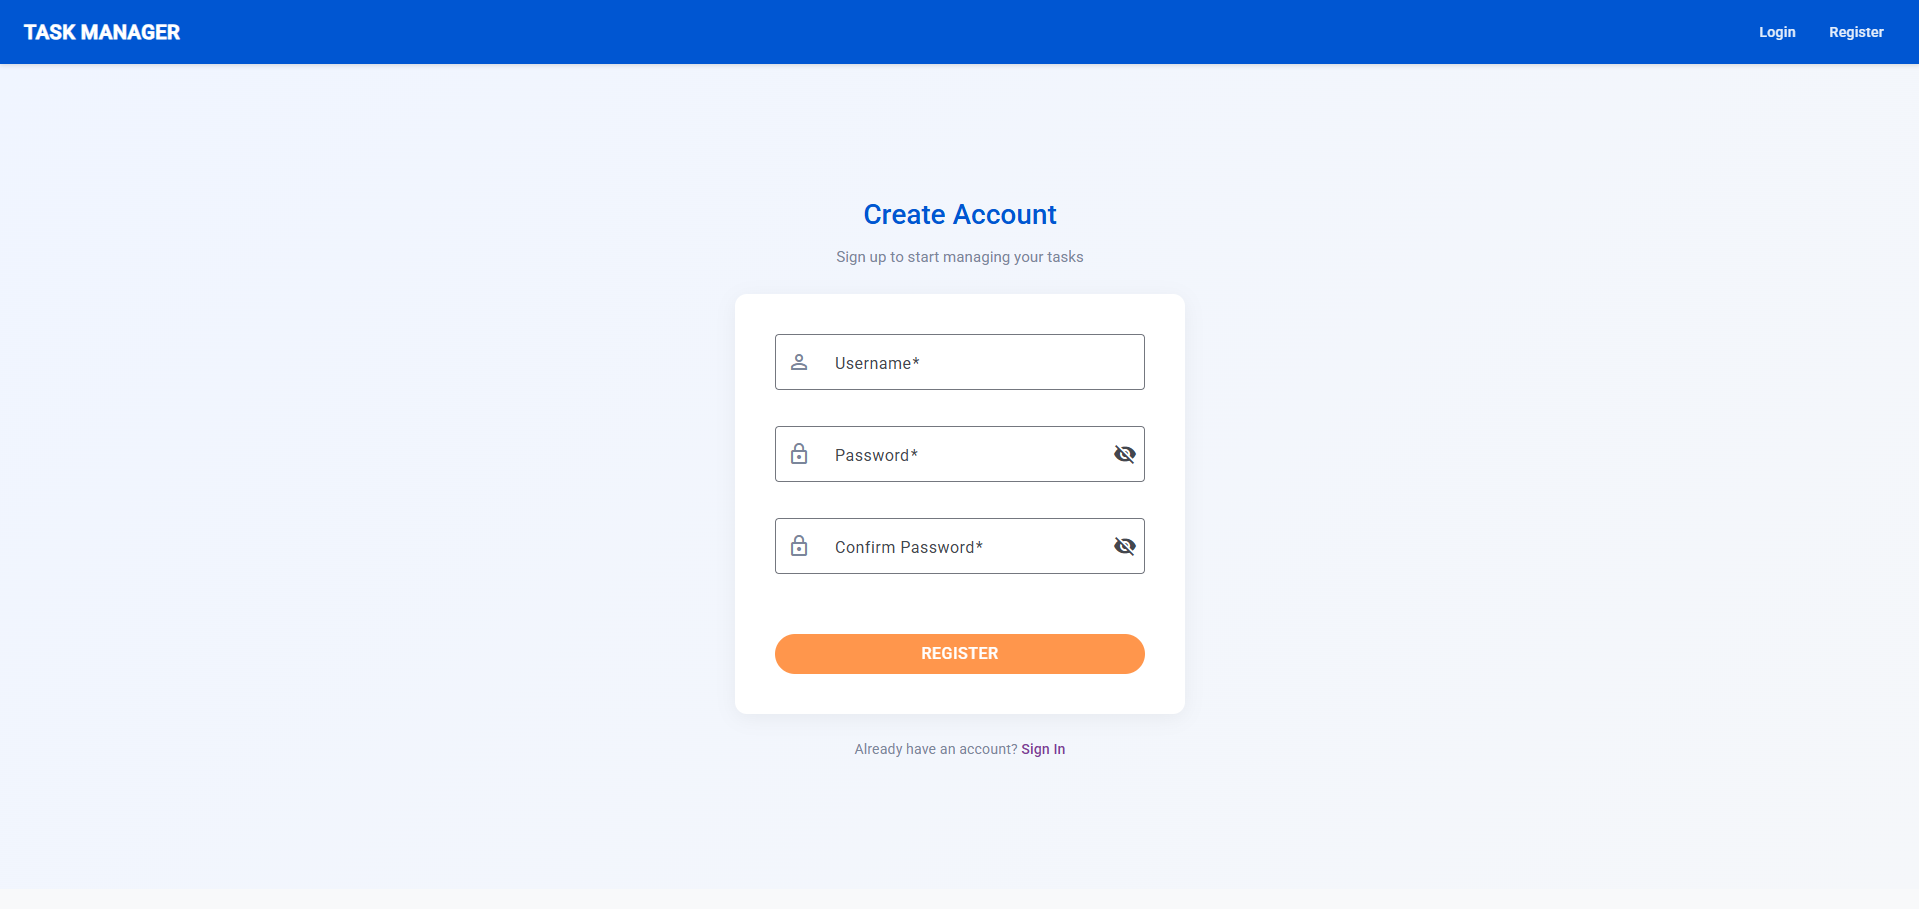 TASK MANAGER
Login
Register
Create Account
Sign up to start managing your tasks
Username*
Password*
Confirm Password*
REGISTER
Already have an account? Sign In